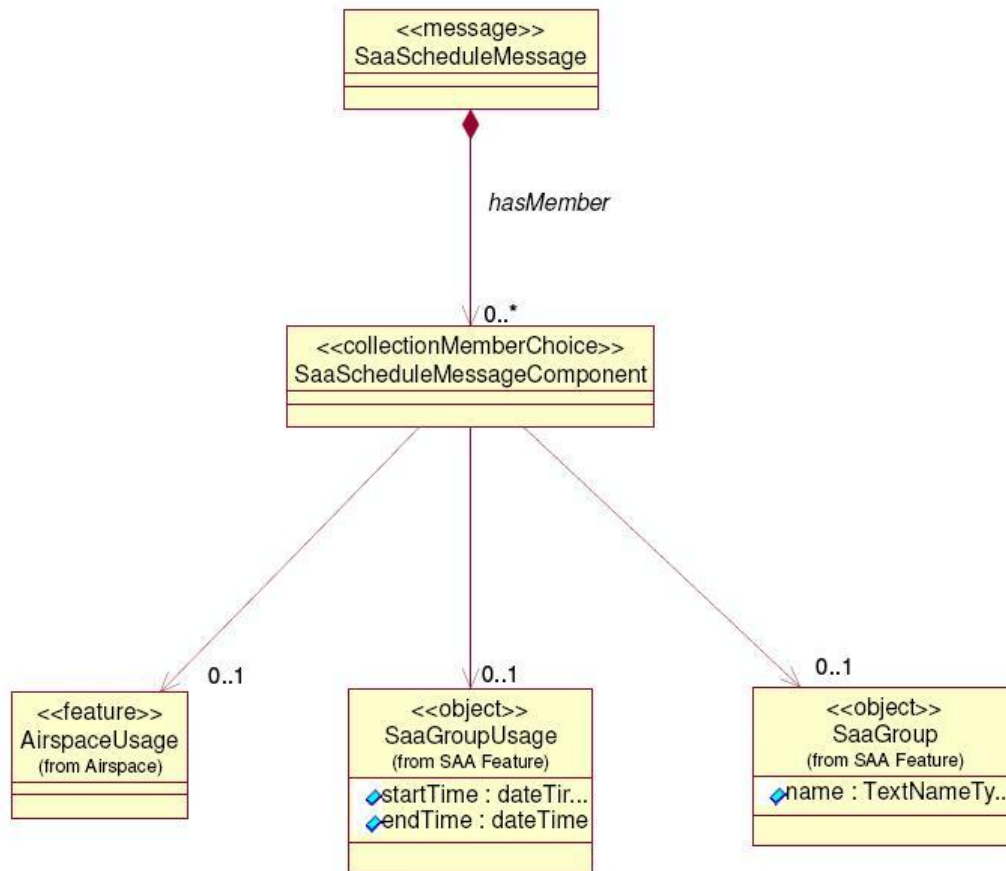 <<message>>
SaaScheduleMessage
hasMember
0..*
<<collectionMemberChoice>>
SaaScheduleMessageComponent
0..1
0..1
0..1
<<feature>>
AirspaceUsage
(from Airspace)
<<object>>
SaaGroupUsage
(from SAA Feature)
startTime : dateTir...
endTime : dateTime
<<object>>
SaaGroup
(from SAA Feature)
name : TextNameTy...